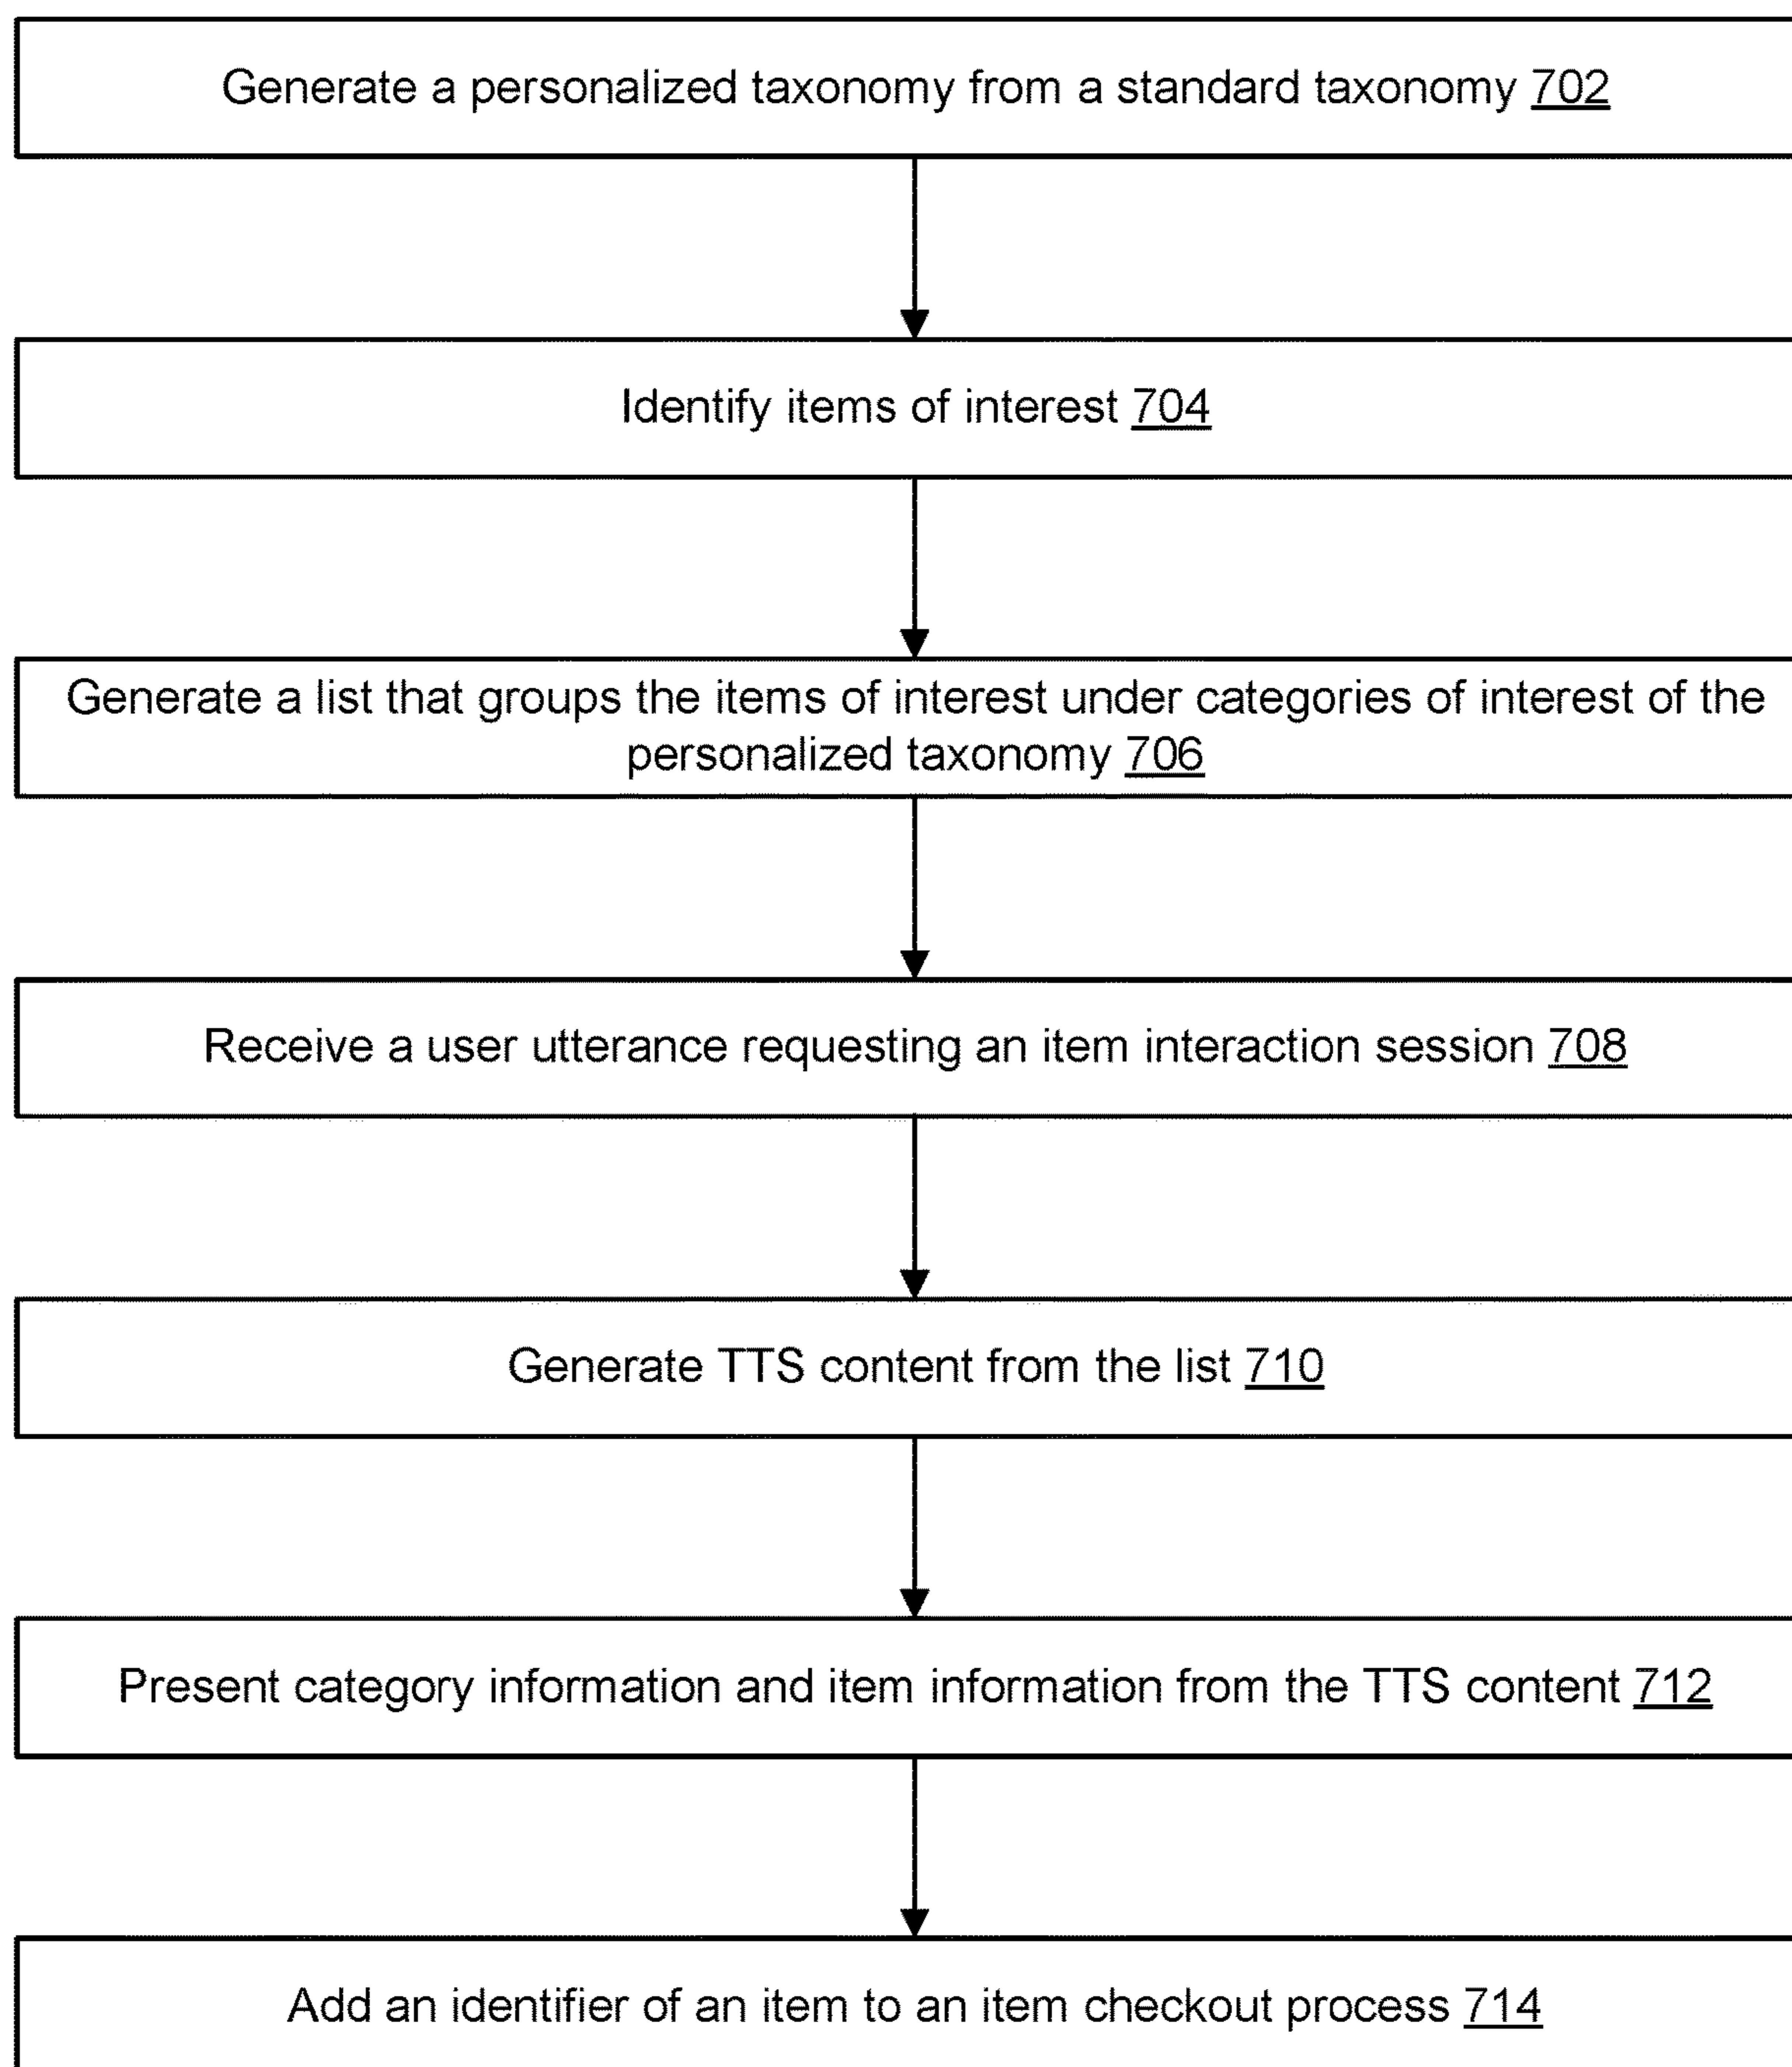 Generate a personalized taxonomy from a standard taxonomy 702
Identify items of interest 704
Generate a list that groups the items of interest under categories of interest of the
personalized taxonomy 706
Receive a user utterance requesting an item interaction session 708
Generate TTS content from the list 710
Present category information and item information from the TTS content 712
Add an identifier of an item to an item checkout process 714